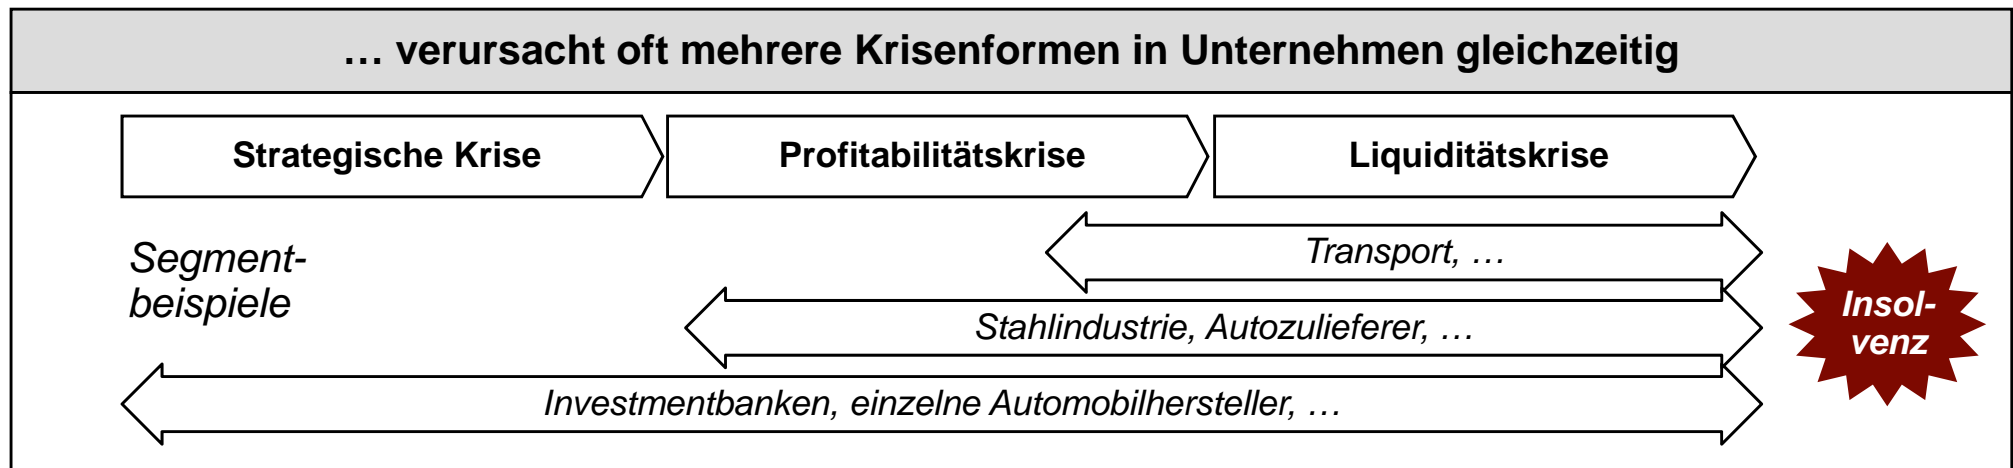 … verursacht oft mehrere Krisenformen in Unternehmen gleichzeitig
Strategische Krise
Profitabilitätskrise
Liquiditätskrise
Segment-
beispiele
Transport, …
Stahlindustrie, Autozulieferer, …
Investmentbanken, einzelne Automobilhersteller, …
Insol-
venz